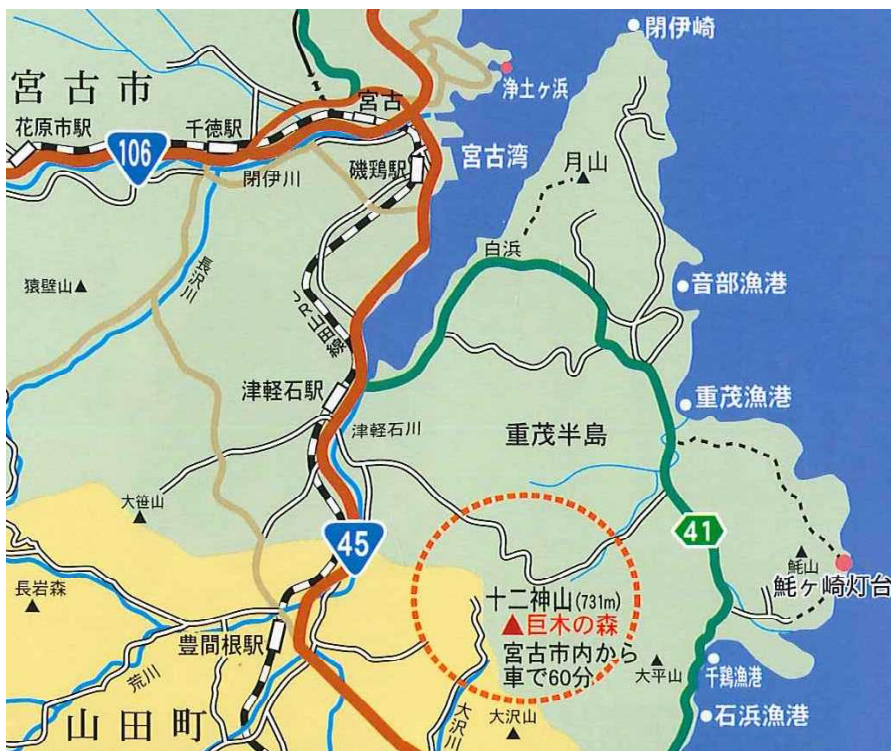 閉伊崎
宮古市
浄土ヶ浜
花原市駅
千徳駅
宮古
106
磯鶏駅
宮古湾
閉伊川
月山
白浜
長沢川
猿壁山
音部漁港
JR山田線
津軽石駅
重茂漁港
津軽石川
重茂半島
大笹山
45
41
魹山
魹ヶ崎灯台
長岩森
十二神山(731m)
巨木の森
豊間根駅
宮古市内から
車で60分
大平山
千鶏漁港
荒川
山田町
大沢川
大沢山
石浜漁港